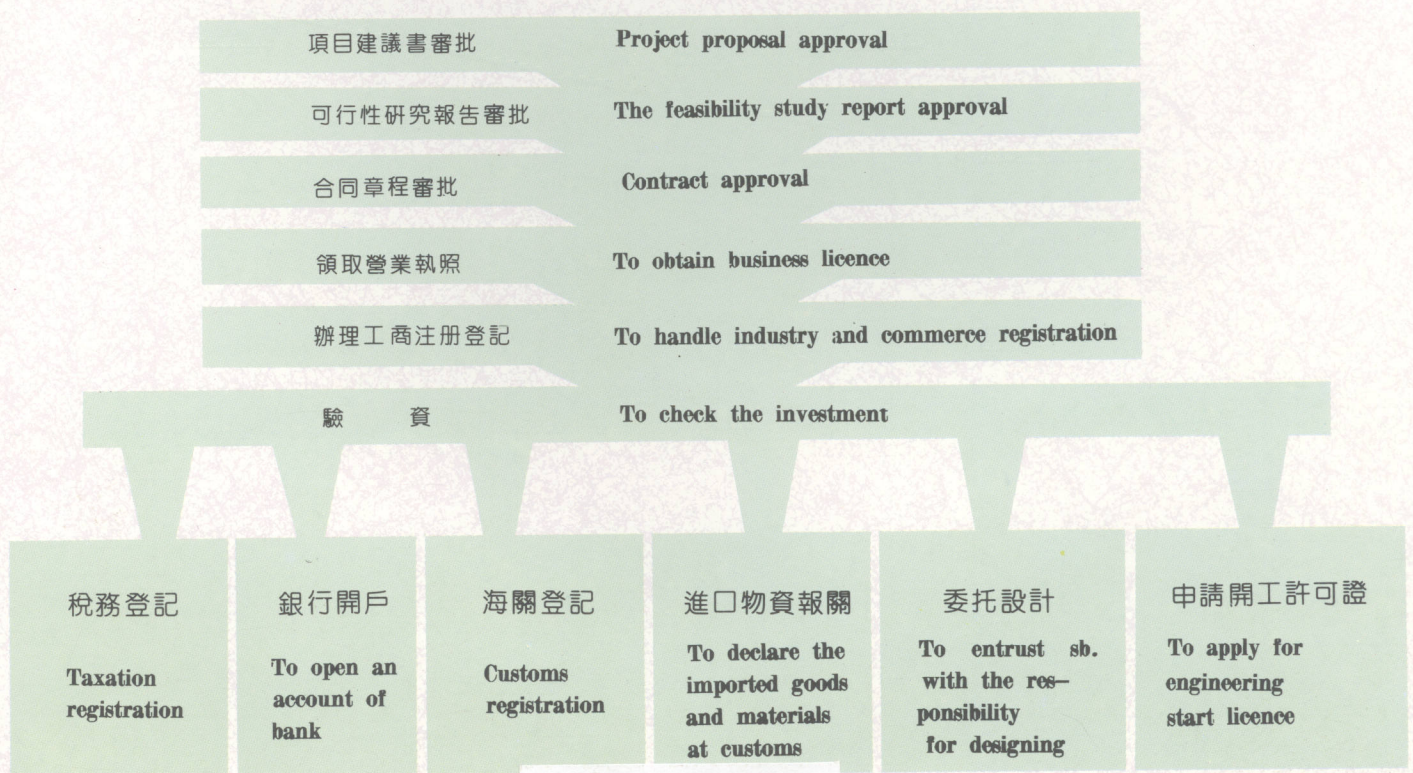 項目建議書審批 Project proposal approval
可行性研究報告審批 The feasibility study report approval
合同章程審批 Contract approval
領取營業執照 To obtain business licence
辦理工商注册登記 To handle industry and commerce registration
驗 資 To check the investment
稅務登記
Taxation
registration
銀行開戶
To open an
account of
bank
海關登記
Customs
registration
進口物資報關
To declare the
imported goods
and materials
at customs
委托設計
To entrust sb.
with the res—
ponsibility
for designing
申請開工許可證
To apply for
engineering
start licence